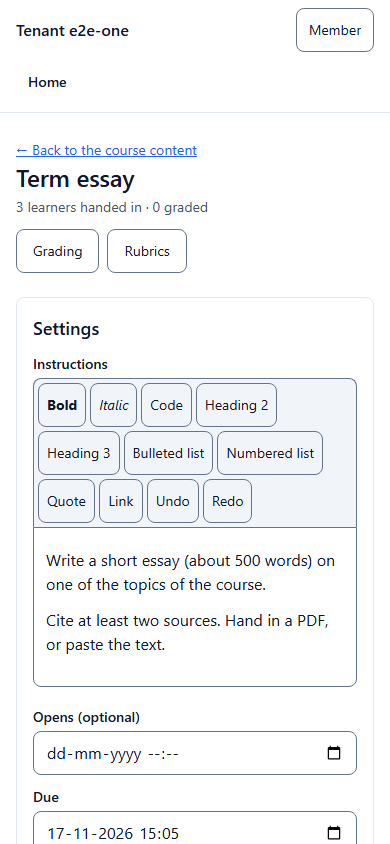 Tenant e2e-one
Member
Home
← Back to the course content
Term essay
3 learners handed in · 0 graded
Grading
Rubrics
Settings
Instructions
Bold
Italic
Code
Heading 2
Heading 3
Bulleted list
Numbered list
Quote
Link
Undo
Redo
Write a short essay (about 500 words) on
one of the topics of the course.
Cite at least two sources. Hand in a PDF,
or paste the text.
Opens (optional)
dd-mm-yyyy --:--
Due
17-11-2026 15:05